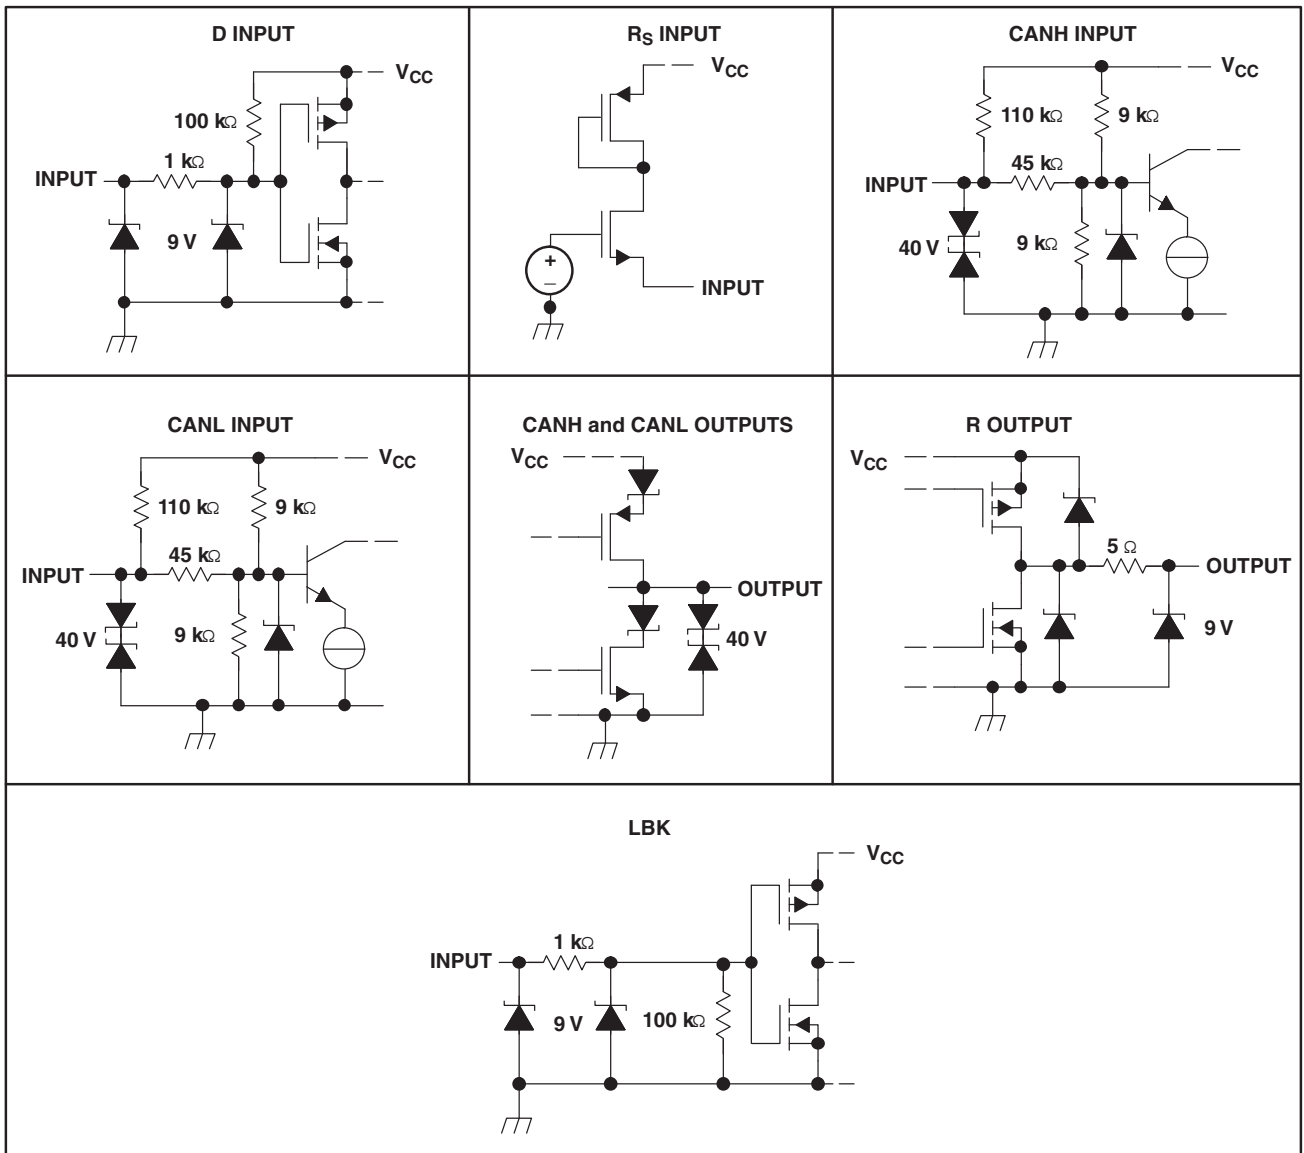 D INPUT
V_CC
100 kΩ
1 kΩ
INPUT
9 V
R_S INPUT
V_CC
+
–
INPUT
CANH INPUT
V_CC
110 kΩ
9 kΩ
45 kΩ
INPUT
40 V
9 kΩ
CANL INPUT
V_CC
110 kΩ
9 kΩ
45 kΩ
INPUT
40 V
9 kΩ
CANH and CANL OUTPUTS
V_CC
OUTPUT
40 V
R OUTPUT
V_CC
5 Ω
OUTPUT
9 V
LBK
V_CC
1 kΩ
INPUT
9 V
100 kΩ